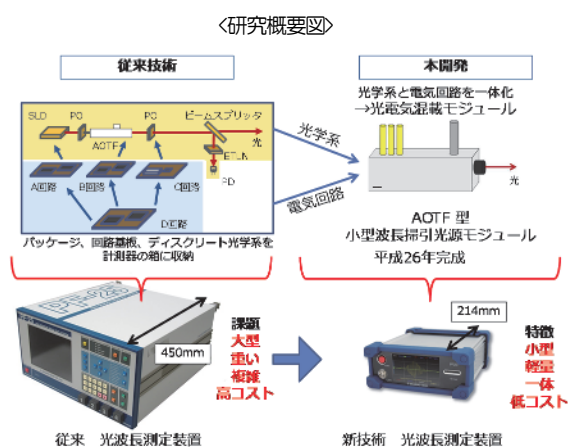 <研究概要図>
従来技術
本開発
光学系と電気回路を一体化
→光電気混載モジュール
SLD
PC
PC
ビームスプリッタ
AOTF
光
ETLN
PD
A回路
B回路
C回路
D回路
パッケージ、回路基板、ディスクリート光学系を
計測器の箱に収納
光学系
電気回路
光
AOTF 型
小型波長掃引光源モジュール
平成26年完成
450mm
課題
大型
重い
複雑
高コスト
214mm
特徴
小型
軽量
一体
低コスト
従来 光波長測定装置
新技術 光波長測定装置